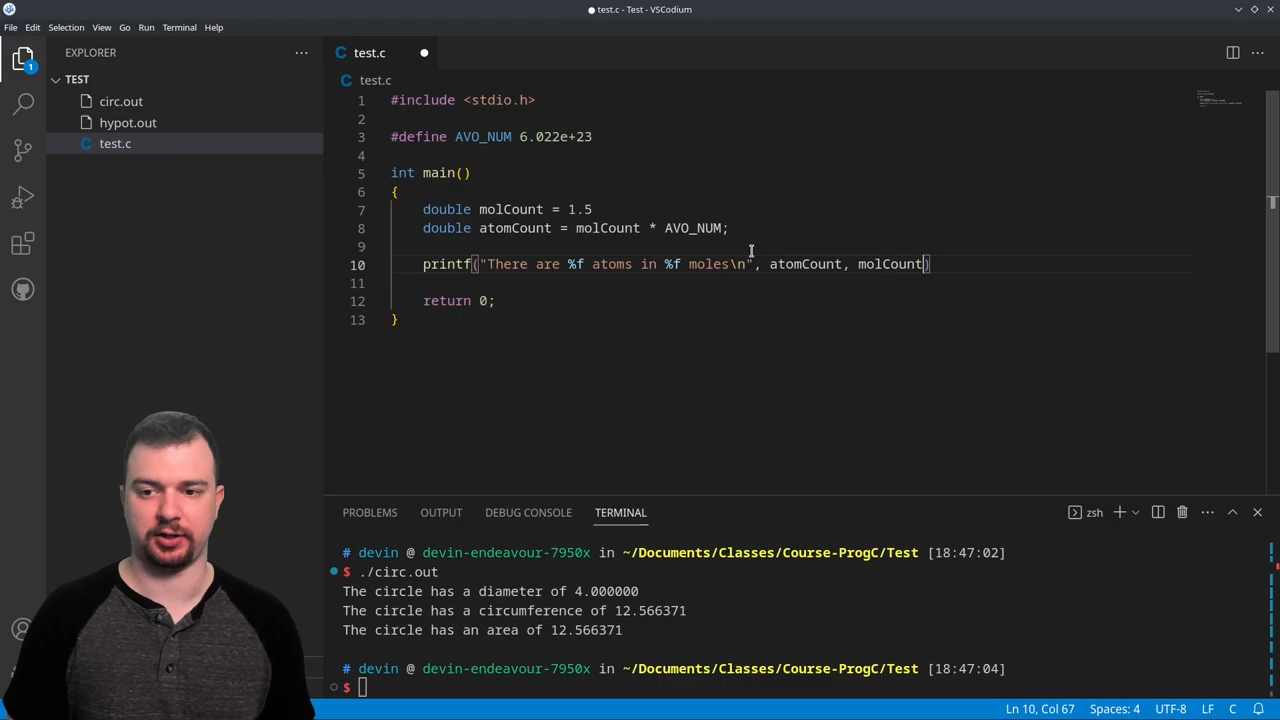 ● test.c - Test - VSCodium
File Edit Selection View Go Run Terminal Help
EXPLORER
test.c
1
TEST
test.c
circ.out
hypot.out
test.c
1 #include <stdio.h>
2
3 #define AVO_NUM 6.022e+23
4
5 int main()
6 {
7 double molCount = 1.5
8 double atomCount = molCount * AVO_NUM;
9
10 printf("There are %f atoms in %f moles\n", atomCount, molCount)
11
12 return 0;
13 }
PROBLEMS OUTPUT DEBUG CONSOLE TERMINAL
zsh
# devin @ devin-endeavour-7950x in ~/Documents/Classes/Course-ProgC/Test [18:47:02]
$ ./circ.out
The circle has a diameter of 4.000000
The circle has a circumference of 12.566371
The circle has an area of 12.566371
# devin @ devin-endeavour-7950x in ~/Documents/Classes/Course-ProgC/Test [18:47:04]
$
Ln 10, Col 67 Spaces: 4 UTF-8 LF C